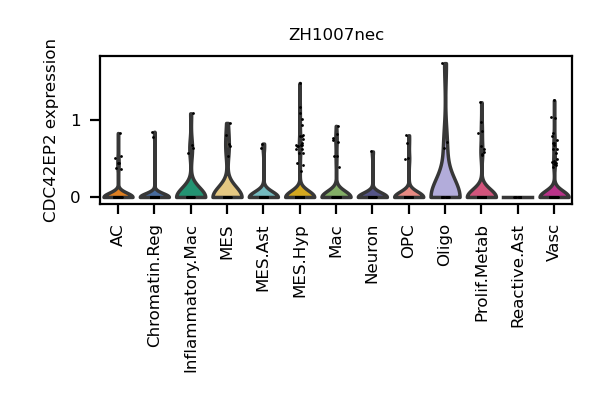 ZH1007nec
CDC42EP2 expression
1
0
AC
Chromatin.Reg
Inflammatory.Mac
MES
MES.Ast
MES.Hyp
Mac
Neuron
OPC
Oligo
Prolif.Metab
Reactive.Ast
Vasc